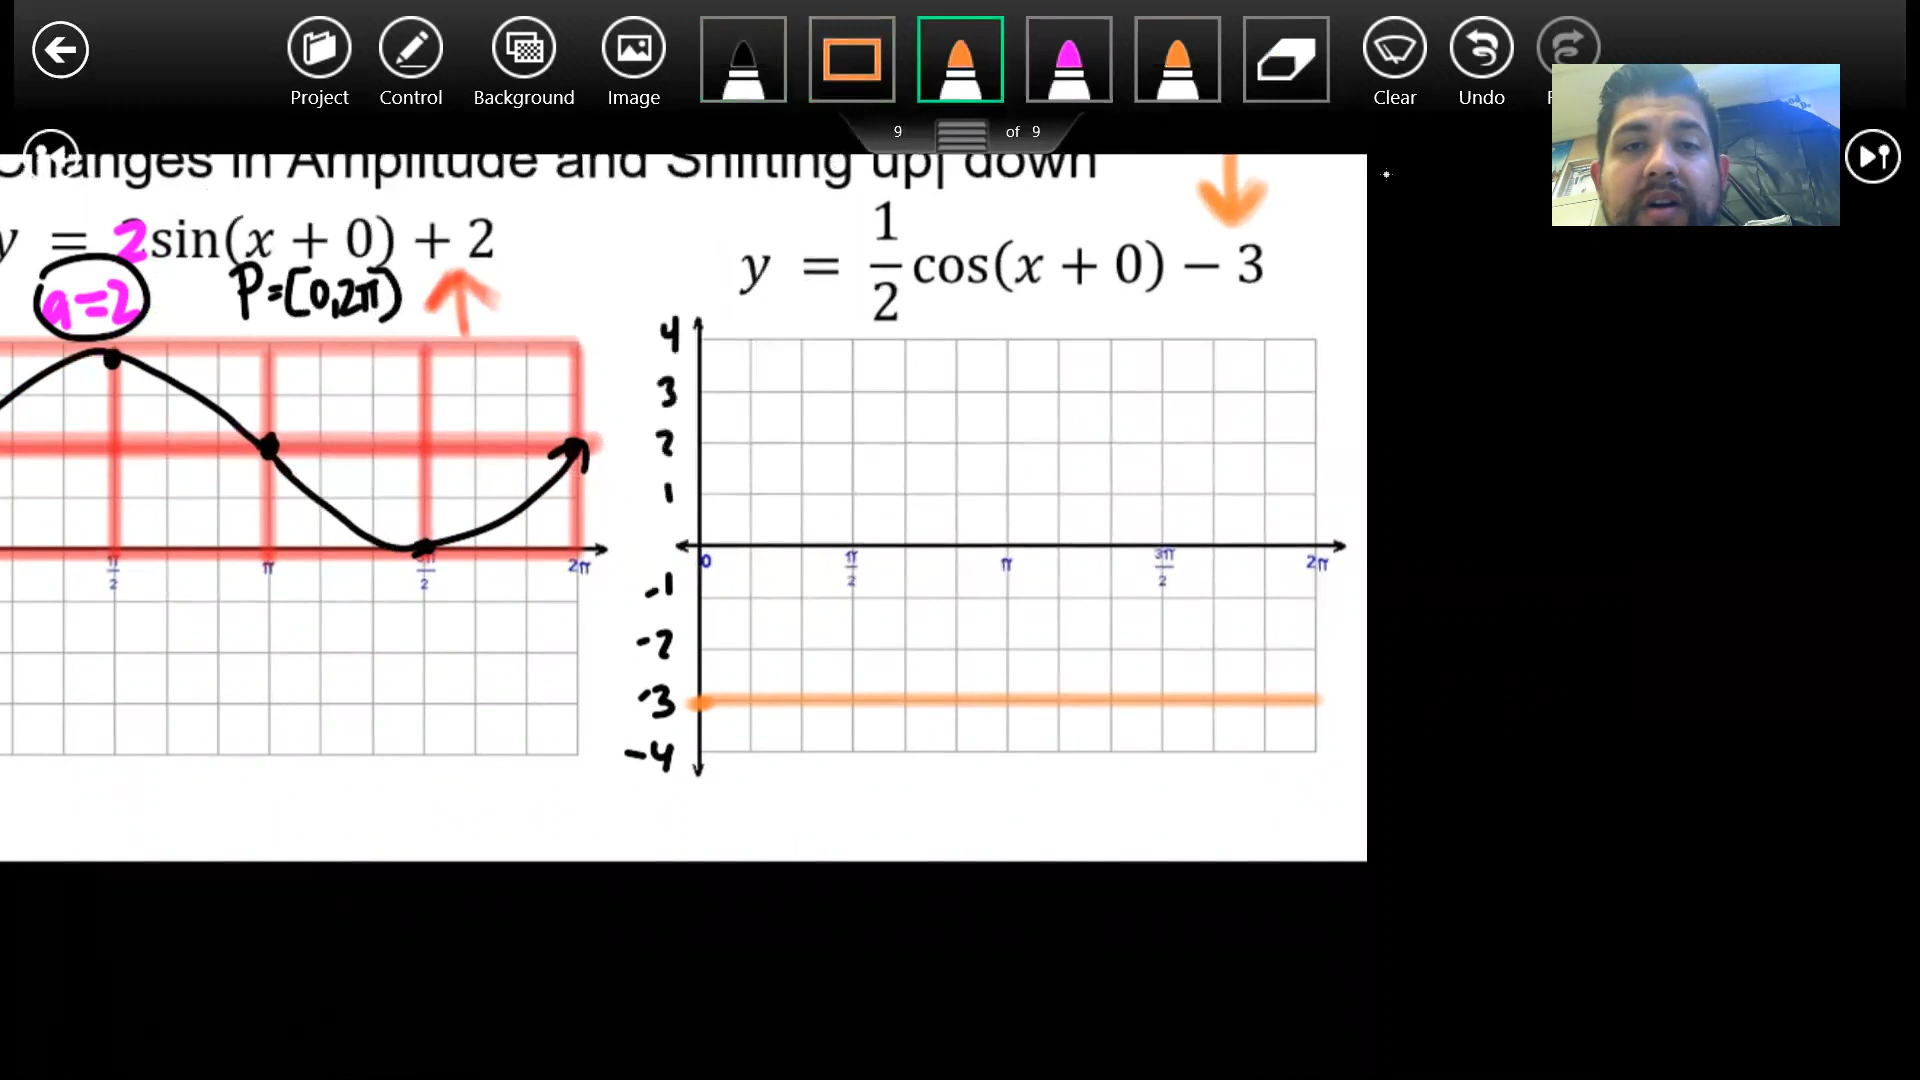 Project Control Background Image Clear Undo
9 of 9
Changes in Amplitude and Shifting up| down
y = 2sin(x + 0) + 2
a=2 P=[0,2π)
π/2 π 3π/2 2π
y = 1/2 cos(x + 0) − 3
4
3
2
1
0 π/2 π 3π/2 2π
-1
-2
-3
-4